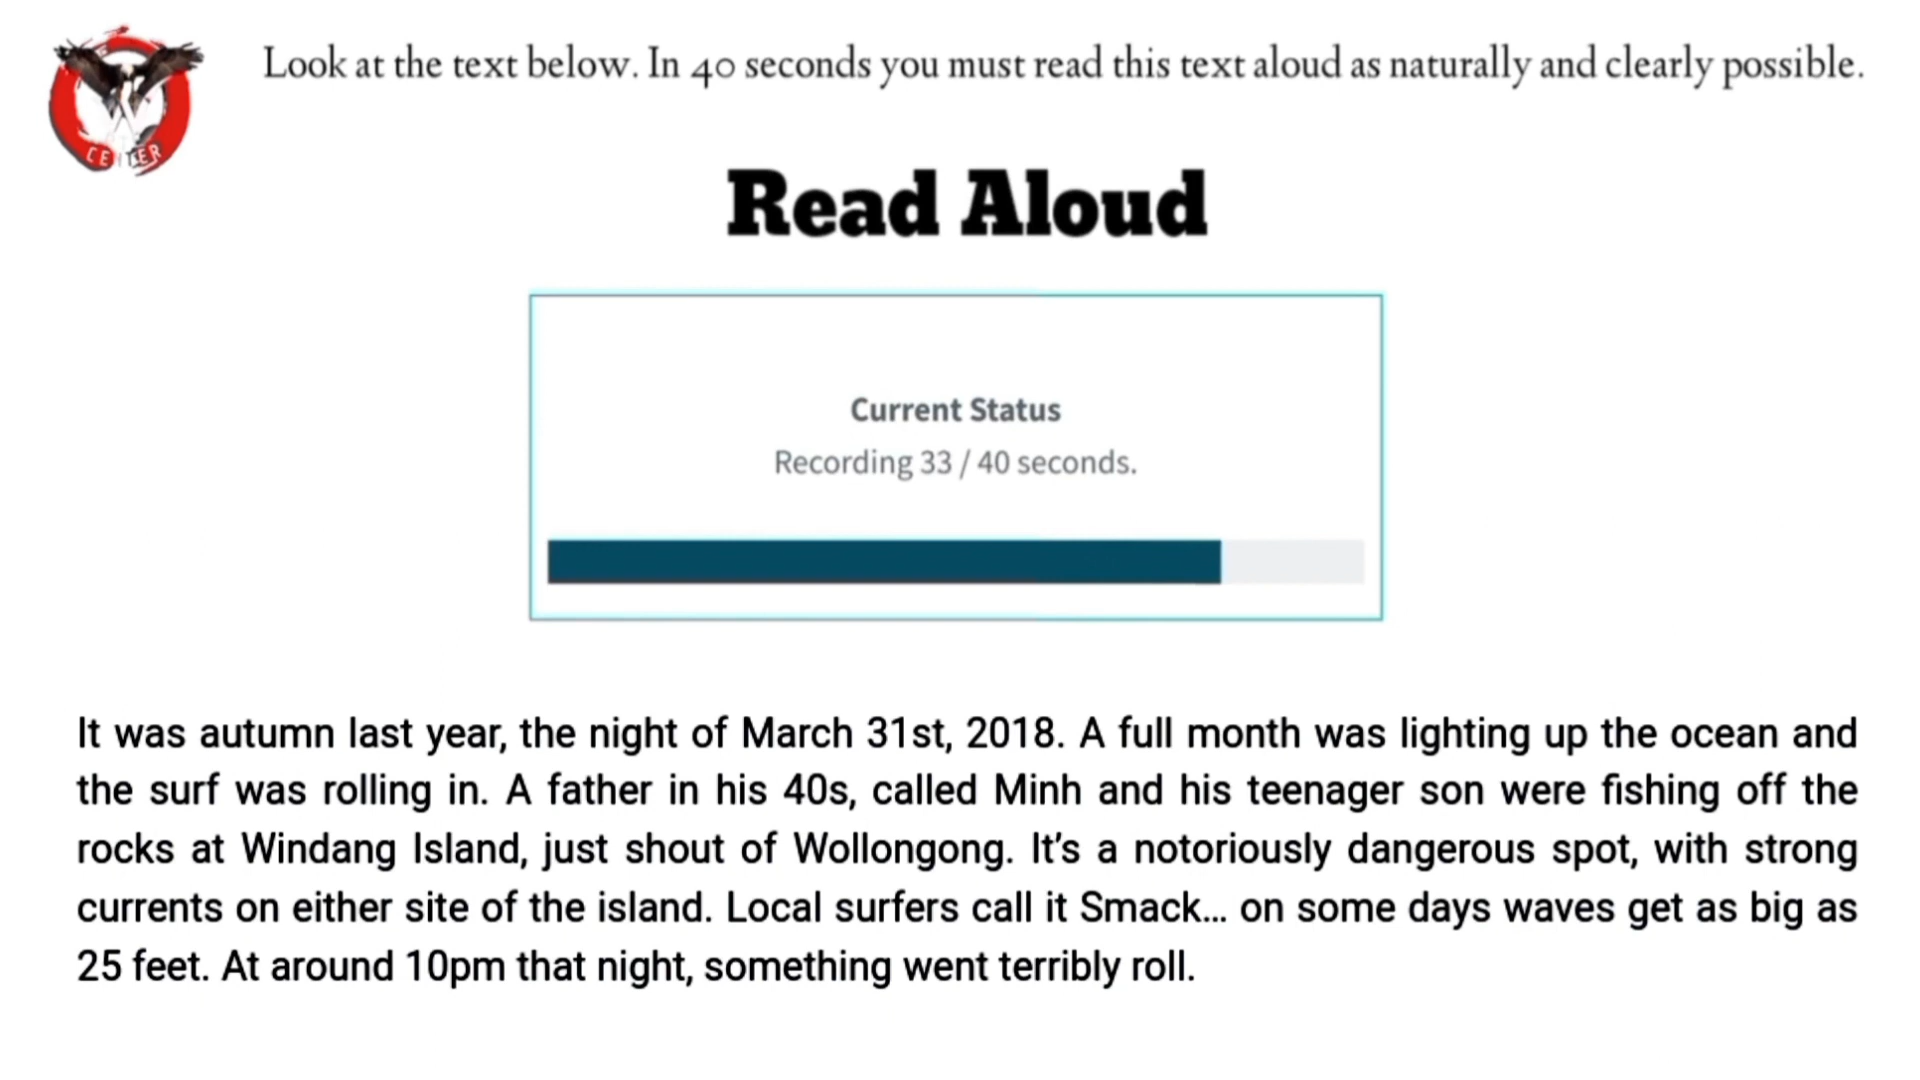 Look at the text below. In 40 seconds you must read this text aloud as naturally and clearly possible.
CENTER
Read Aloud
Current Status
Recording 33 / 40 seconds.
It was autumn last year, the night of March 31st, 2018. A full month was lighting up the ocean and
the surf was rolling in. A father in his 40s, called Minh and his teenager son were fishing off the
rocks at Windang Island, just shout of Wollongong. It's a notoriously dangerous spot, with strong
currents on either site of the island. Local surfers call it Smack... on some days waves get as big as
25 feet. At around 10pm that night, something went terribly roll.